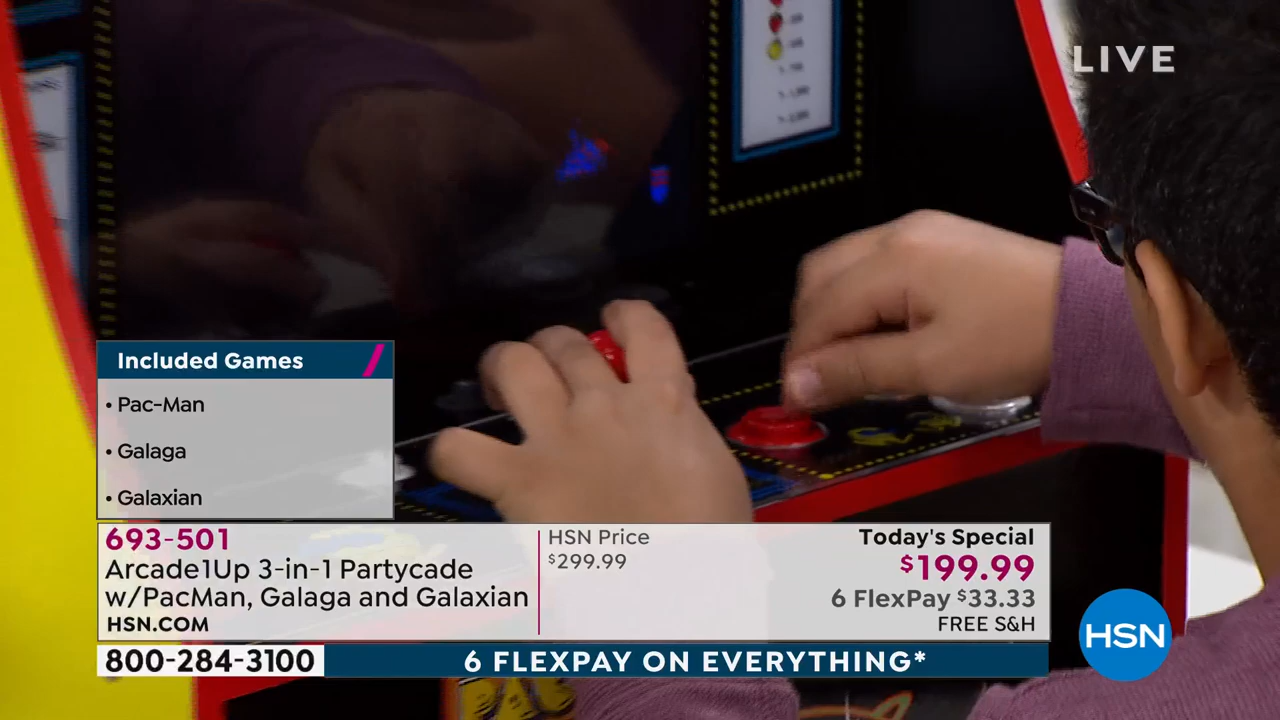 LIVE
Included Games
• Pac-Man
• Galaga
• Galaxian
693-501
Arcade1Up 3-in-1 Partycade
w/PacMan, Galaga and Galaxian
HSN.COM
HSN Price
$299.99
Today's Special
$199.99
6 FlexPay $33.33
FREE S&H
HSN
800-284-3100
6 FLEXPAY ON EVERYTHING*